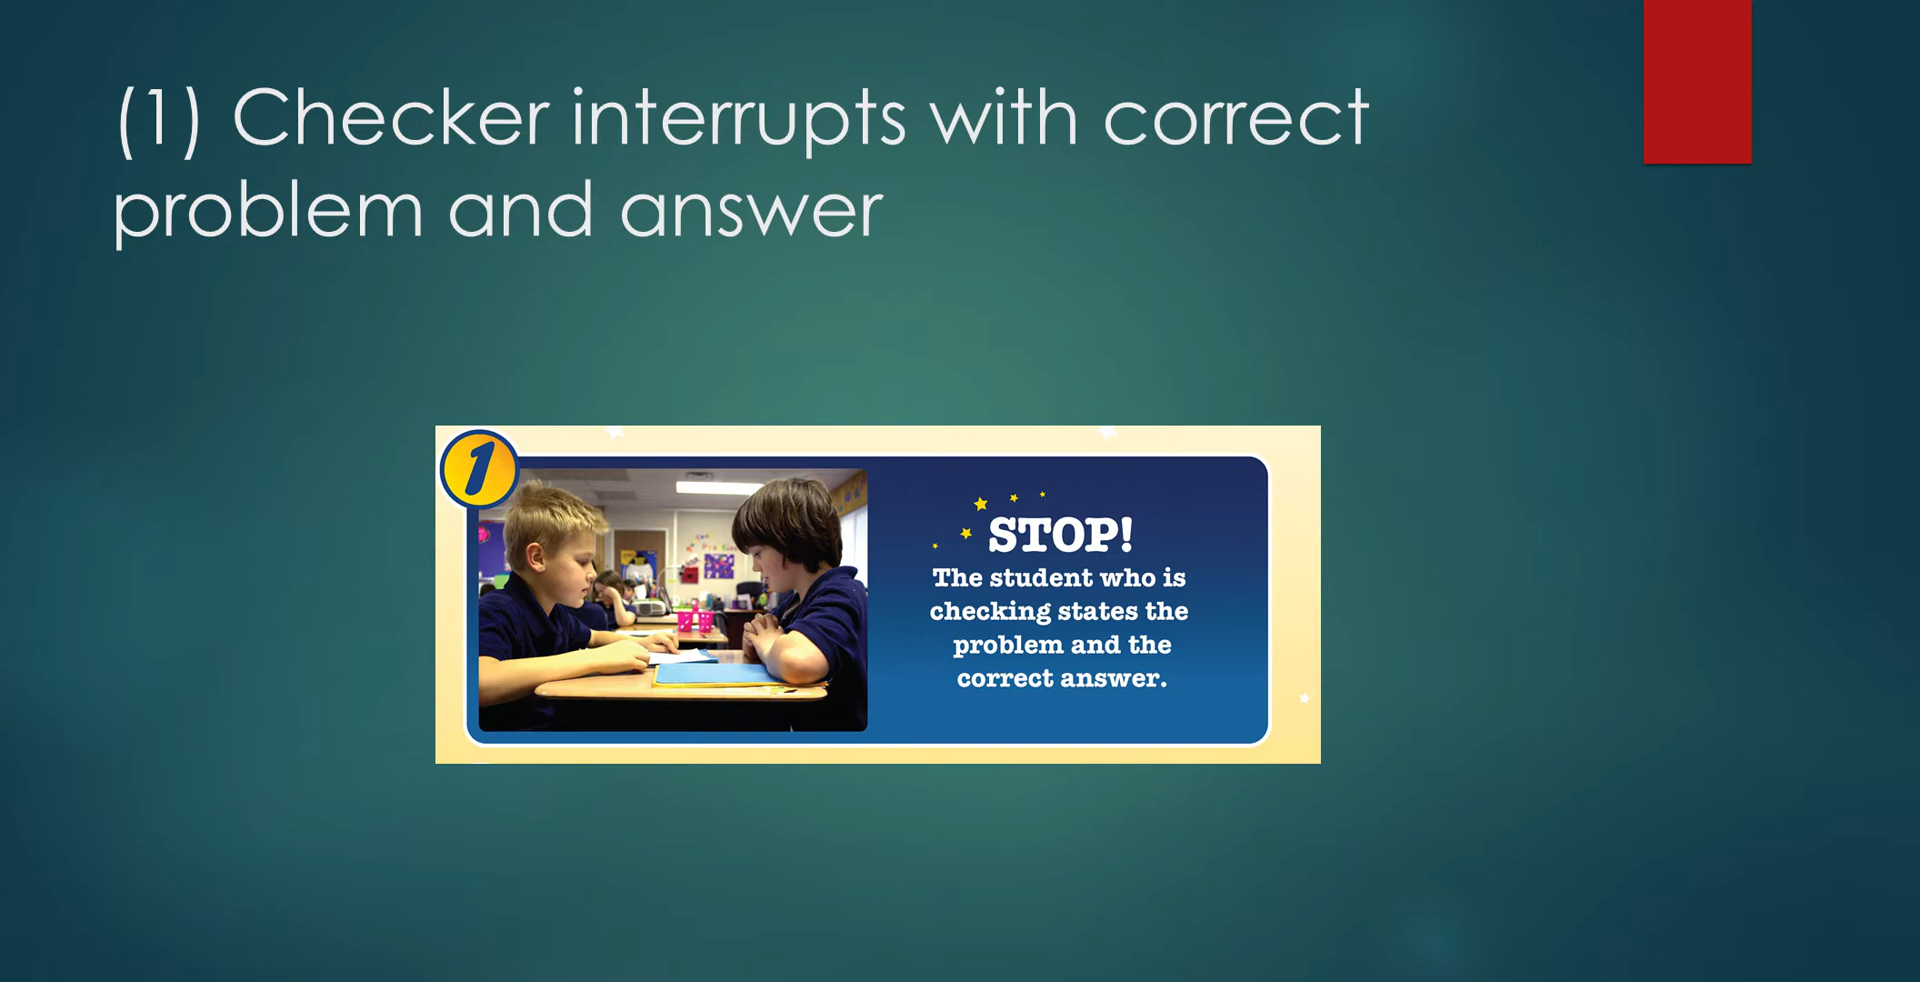 (1) Checker interrupts with correct
problem and answer
1
STOP!
The student who is
checking states the
problem and the
correct answer.